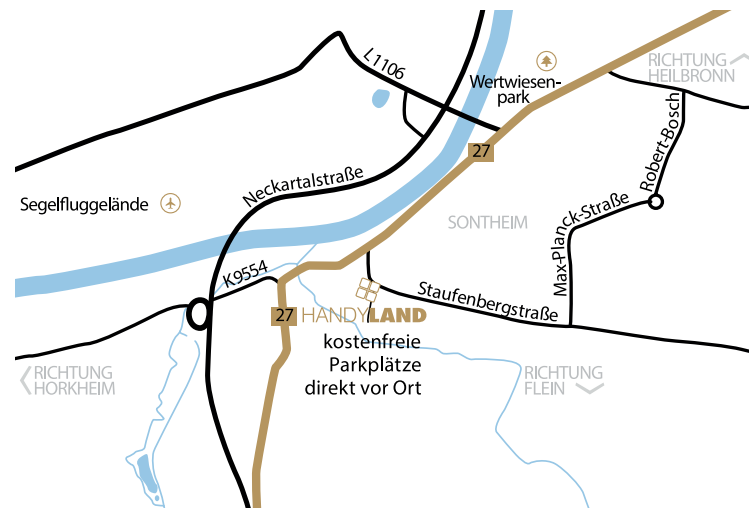 L1106
Wertwiesen-
park
RICHTUNG
HEILBRONN
27
Robert-Bosch
Neckartalstraße
Segelfluggelände
SONTHEIM
Max-Planck-Straße
K9554
Staufenbergstraße
27
HANDYLAND
kostenfreie
Parkplätze
direkt vor Ort
RICHTUNG
HORKHEIM
RICHTUNG
FLEIN